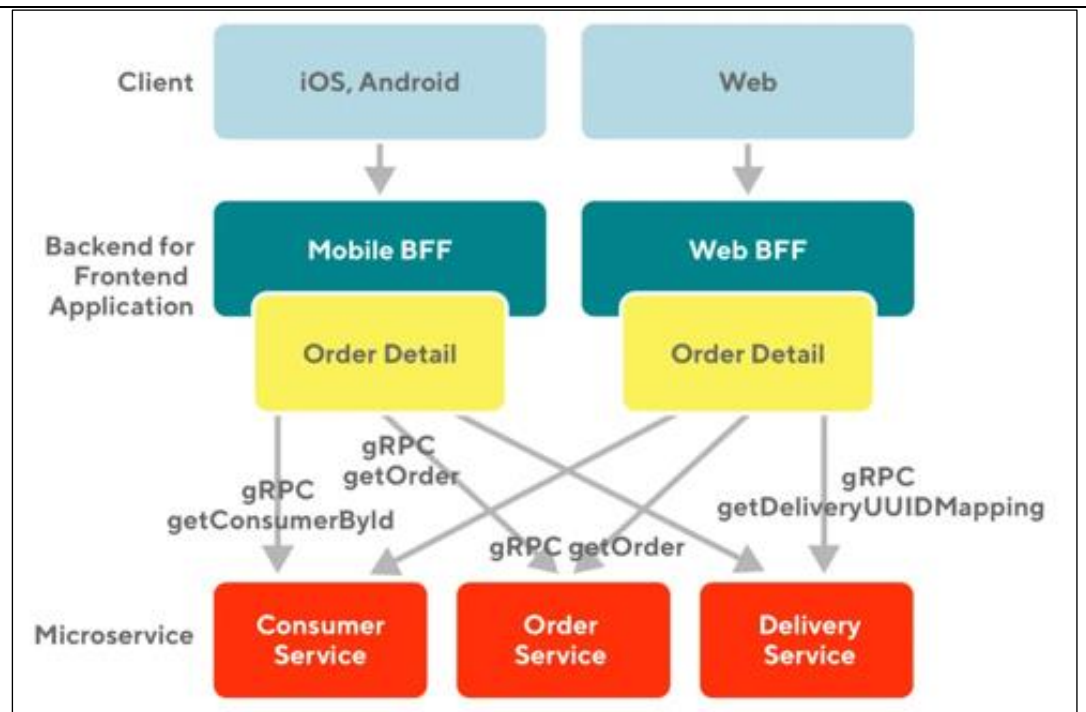 Client
iOS, Android
Web
Backend for
Frontend
Application
Mobile BFF
Web BFF
Order Detail
Order Detail
gRPC
getOrder
gRPC
getConsumerById
gRPC
getDeliveryUUIDMapping
gRPC getOrder
Microservice
Consumer
Service
Order
Service
Delivery
Service